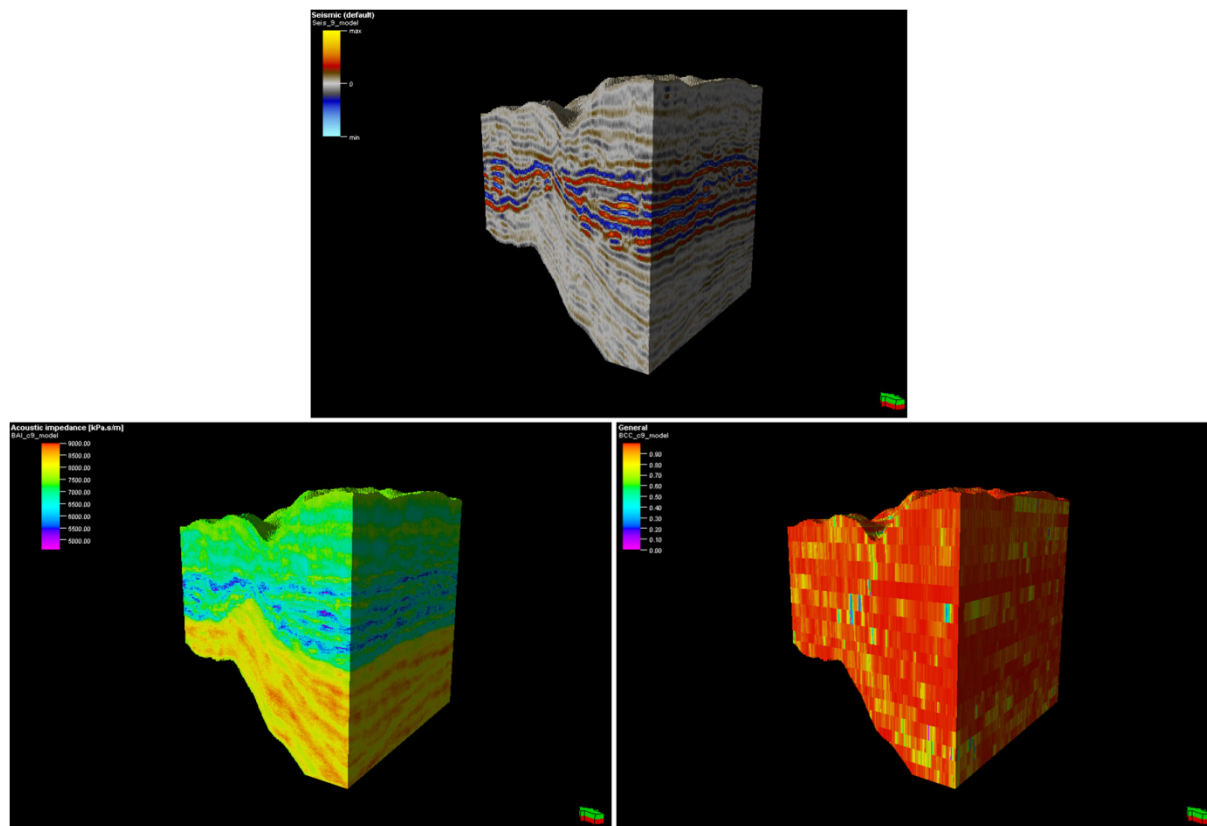 Seismic (default)
Seis_9_model
max
0
min
Acoustic impedance [kPa.s/m]
BAI_c9_model
9000.00
8500.00
8000.00
7500.00
7000.00
6500.00
6000.00
5500.00
5000.00
General
BCC_c9_model
0.90
0.80
0.70
0.60
0.50
0.40
0.30
0.20
0.10
0.00